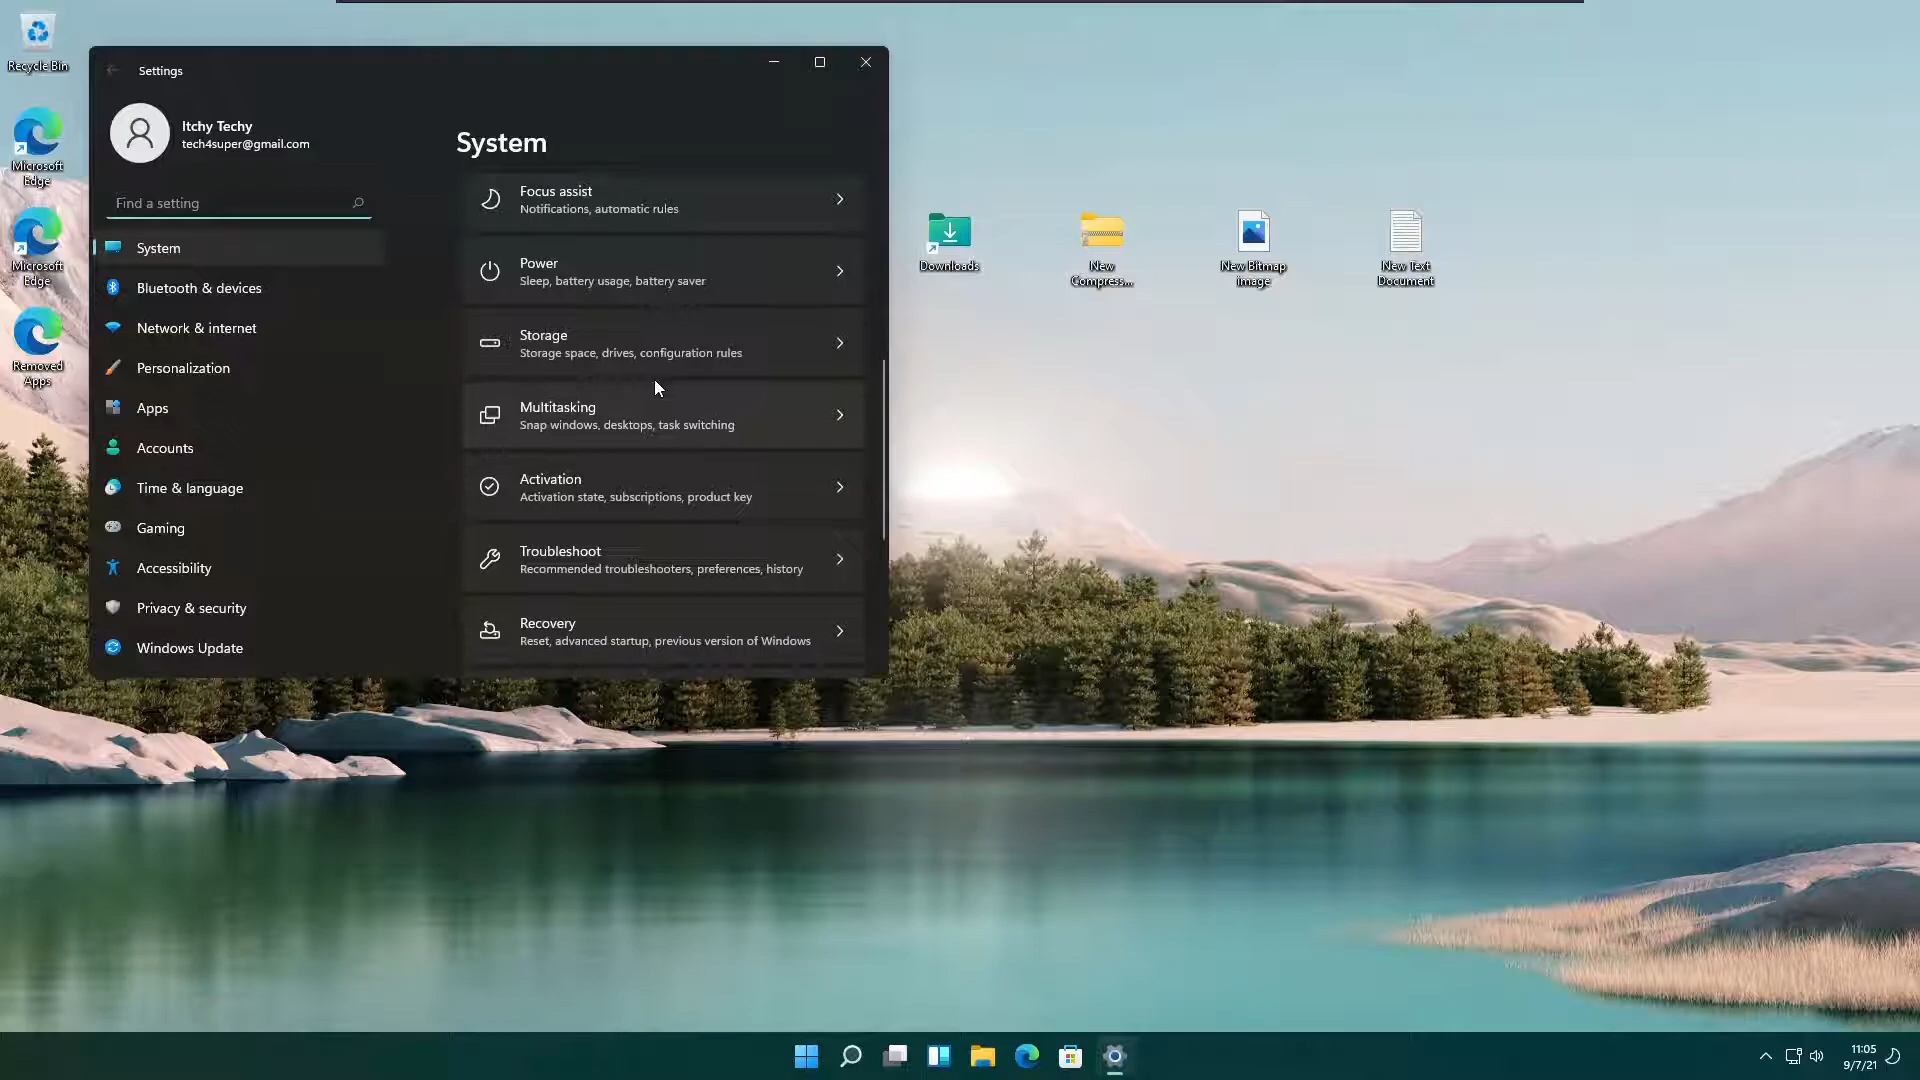 Recycle Bin
Microsoft
Edge
Microsoft
Edge
Removed
Apps
Settings
Itchy Techy
tech4super@gmail.com
Find a setting
System
Bluetooth & devices
Network & internet
Personalization
Apps
Accounts
Time & language
Gaming
Accessibility
Privacy & security
Windows Update
System
Focus assist
Notifications, automatic rules
Power
Sleep, battery usage, battery saver
Storage
Storage space, drives, configuration rules
Multitasking
Snap windows, desktops, task switching
Activation
Activation state, subscriptions, product key
Troubleshoot
Recommended troubleshooters, preferences, history
Recovery
Reset, advanced startup, previous version of Windows
Downloads
New
Compress...
New Bitmap
image
New Text
Document
11:05
9/7/21